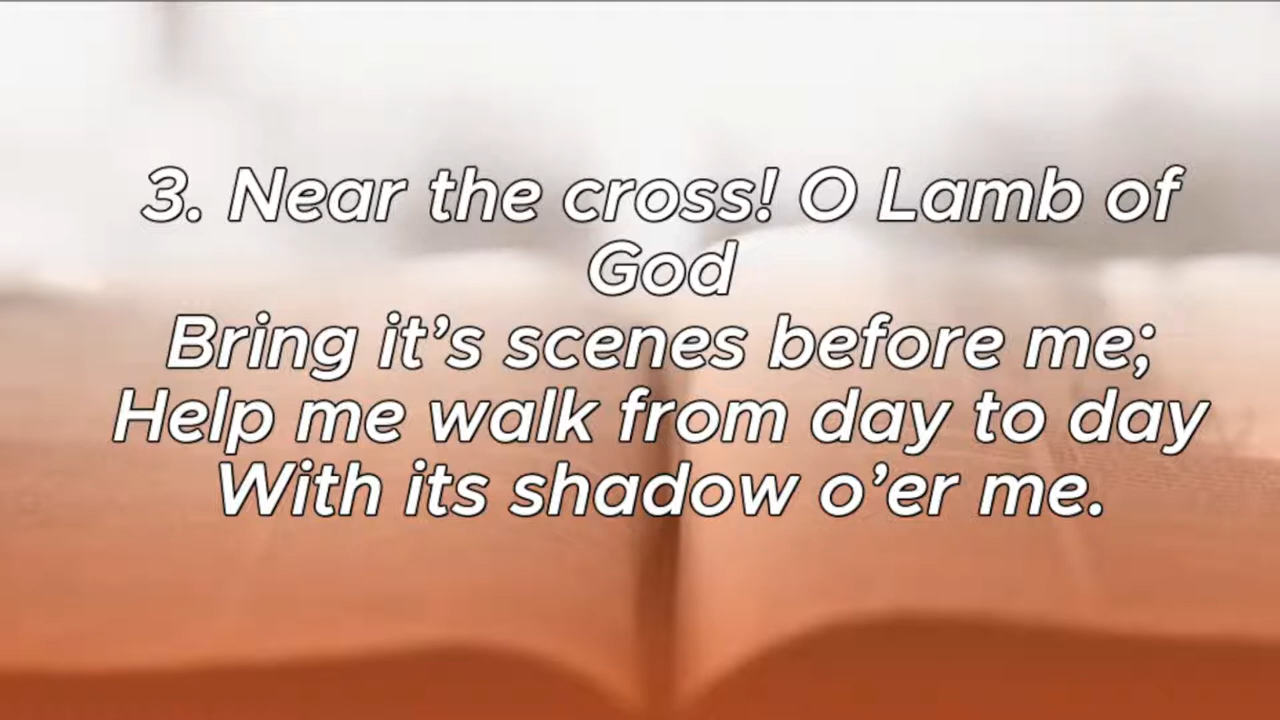 3. Near the cross! O Lamb of
God
Bring it’s scenes before me;
Help me walk from day to day
With its shadow o’er me.